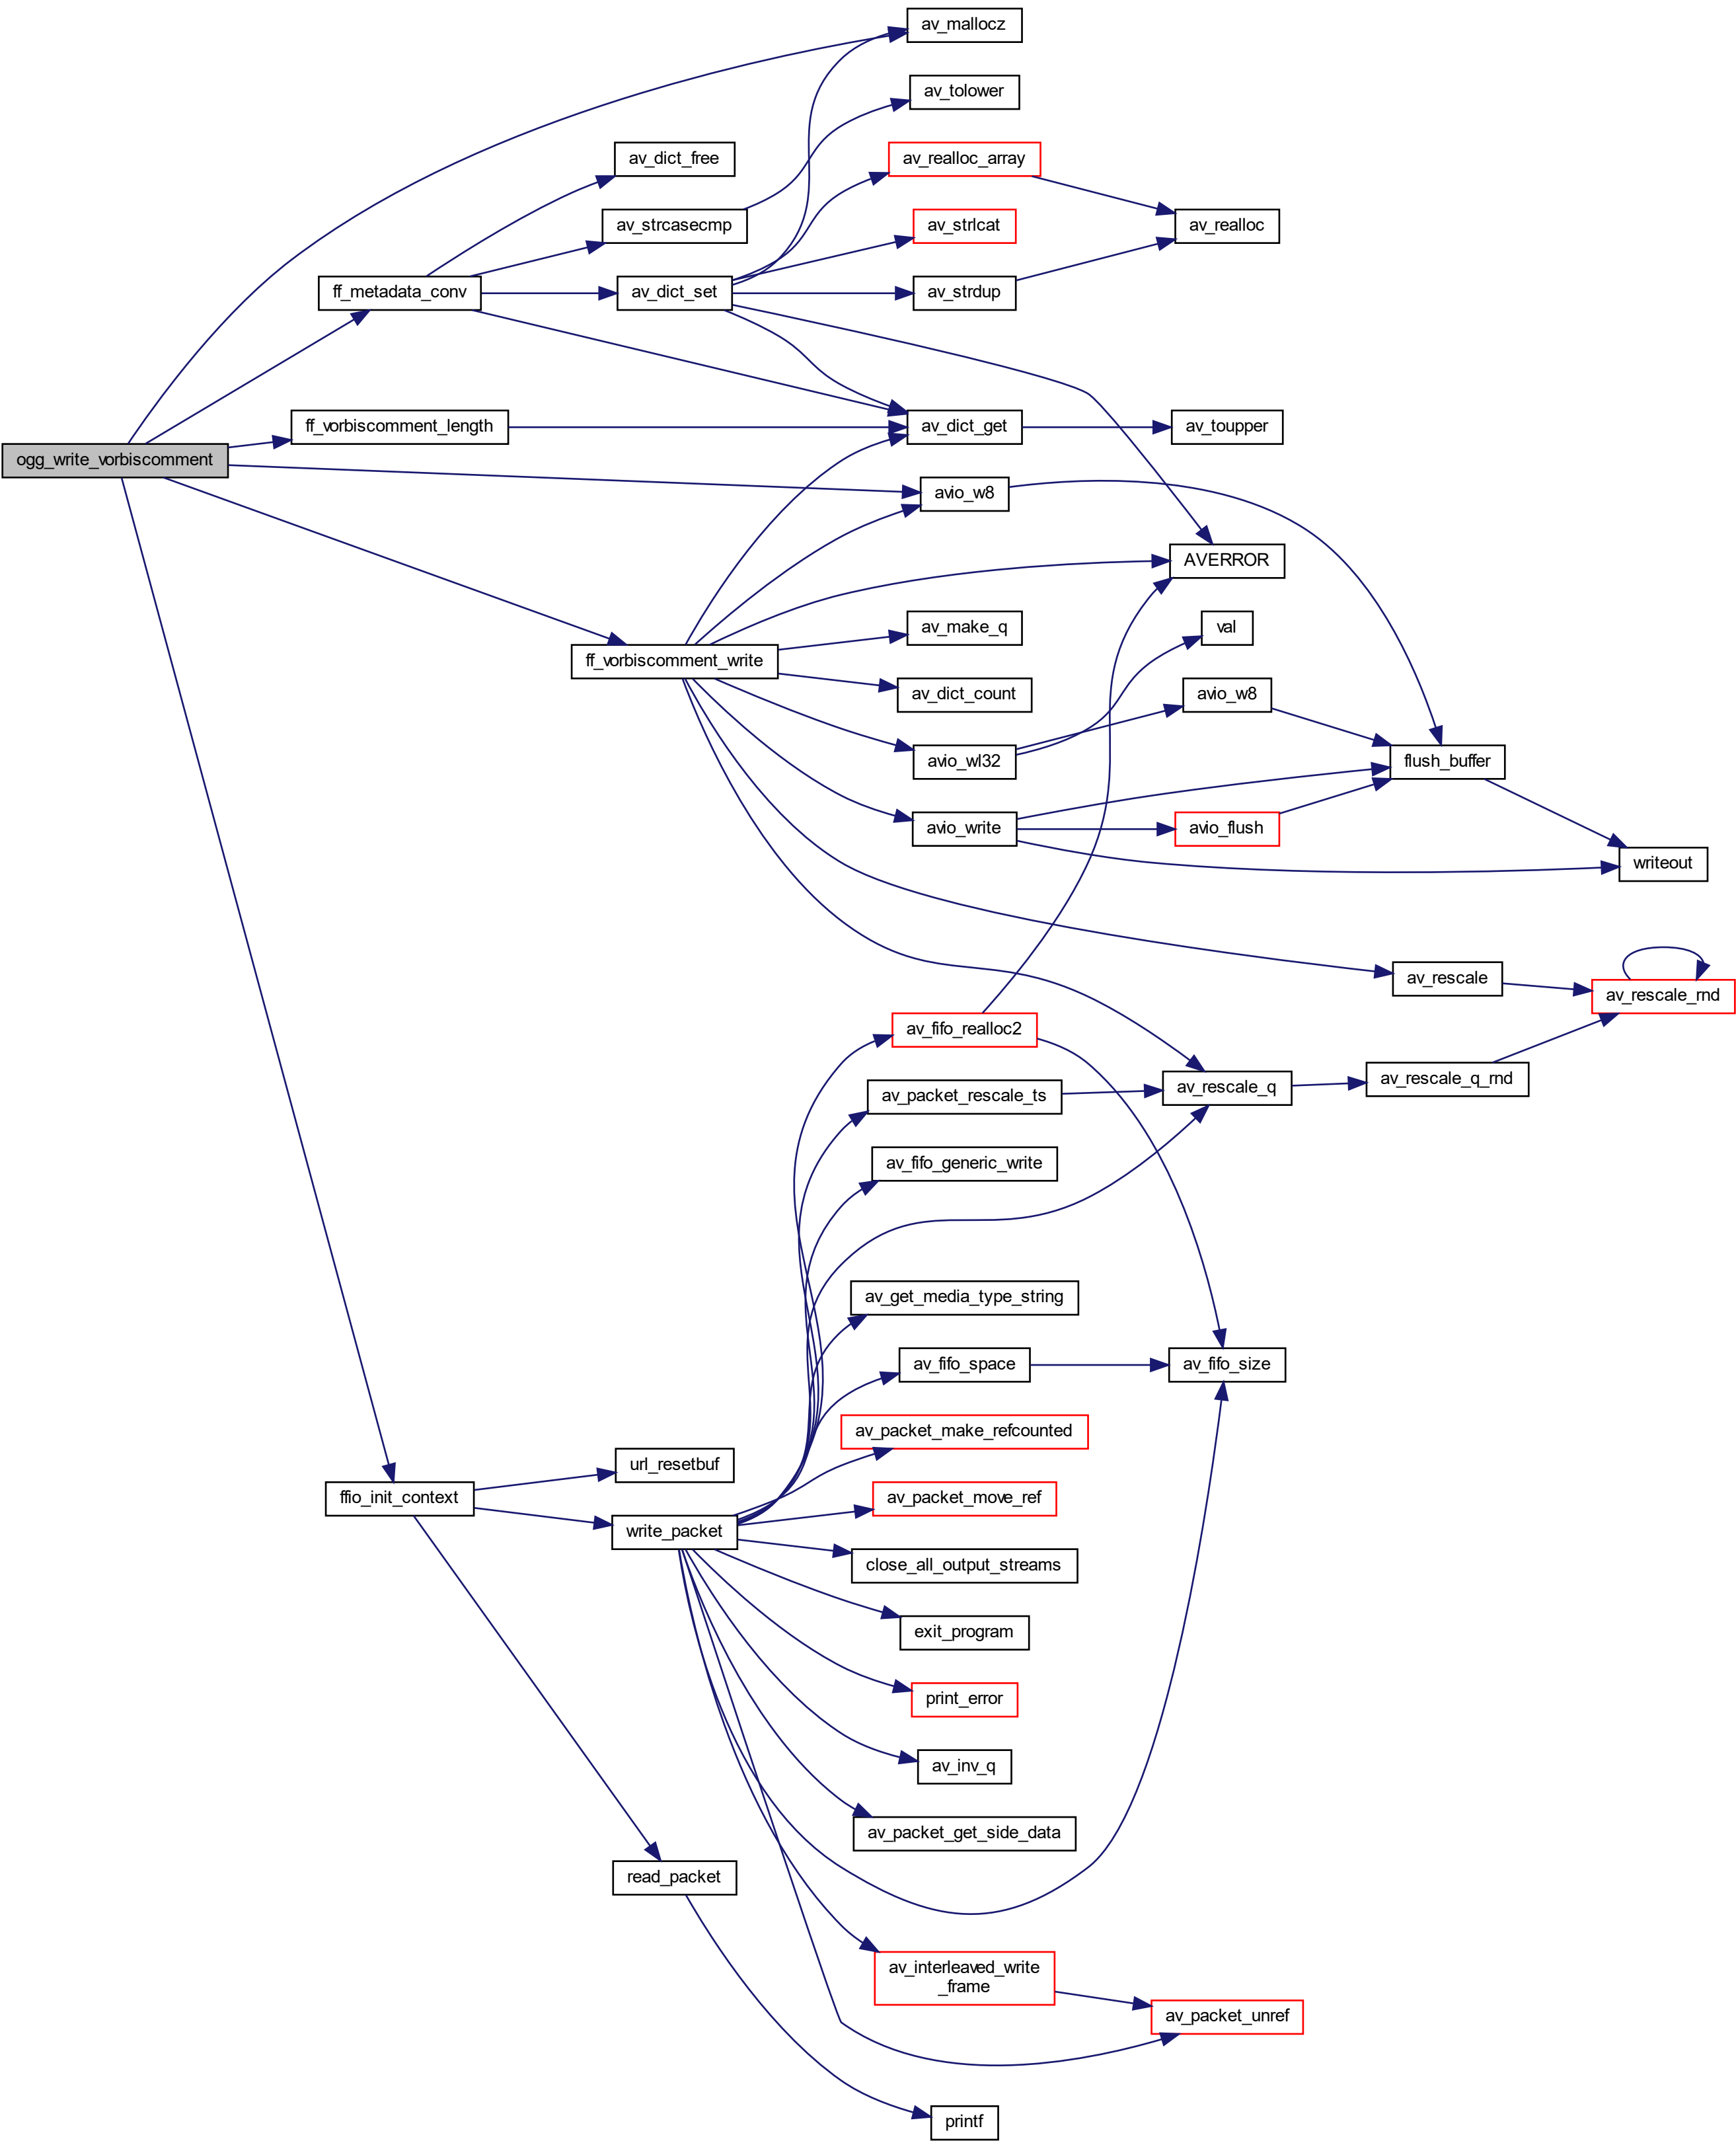 av_mallocz
av_tolower
av_dict_free
av_realloc_array
av_strcasecmp
av_strlcat
av_realloc
ff_metadata_conv
av_dict_set
av_strdup
ff_vorbiscomment_length
av_dict_get
av_toupper
ogg_write_vorbiscomment
avio_w8
AVERROR
av_make_q
val
ff_vorbiscomment_write
av_dict_count
avio_w8
avio_wl32
flush_buffer
avio_write
avio_flush
writeout
av_rescale
av_rescale_rnd
av_fifo_realloc2
av_rescale_q_rnd
av_packet_rescale_ts
av_rescale_q
av_fifo_generic_write
av_get_media_type_string
av_fifo_space
av_fifo_size
av_packet_make_refcounted
url_resetbuf
ffio_init_context
av_packet_move_ref
write_packet
close_all_output_streams
exit_program
print_error
av_inv_q
av_packet_get_side_data
read_packet
av_interleaved_write
_frame
av_packet_unref
printf